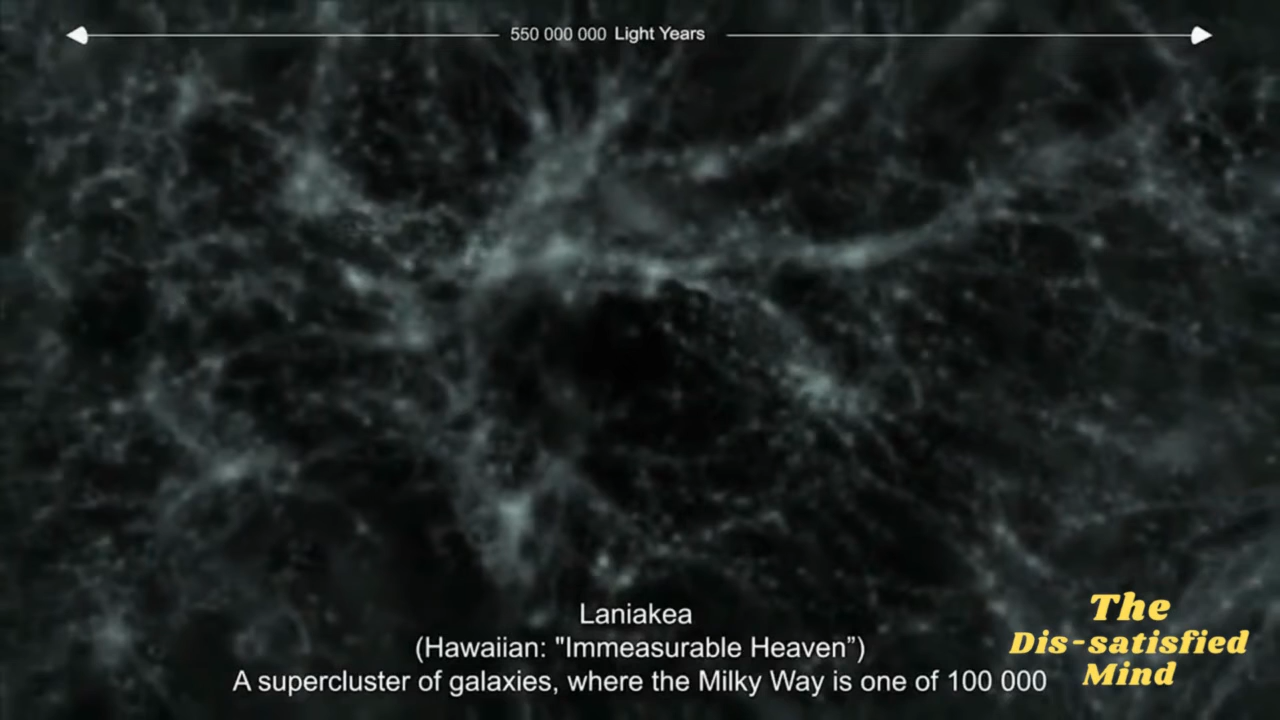 550 000 000 Light Years
Laniakea
(Hawaiian: "Immeasurable Heaven”)
A supercluster of galaxies, where the Milky Way is one of 100 000
The
Dis-satisfied
Mind